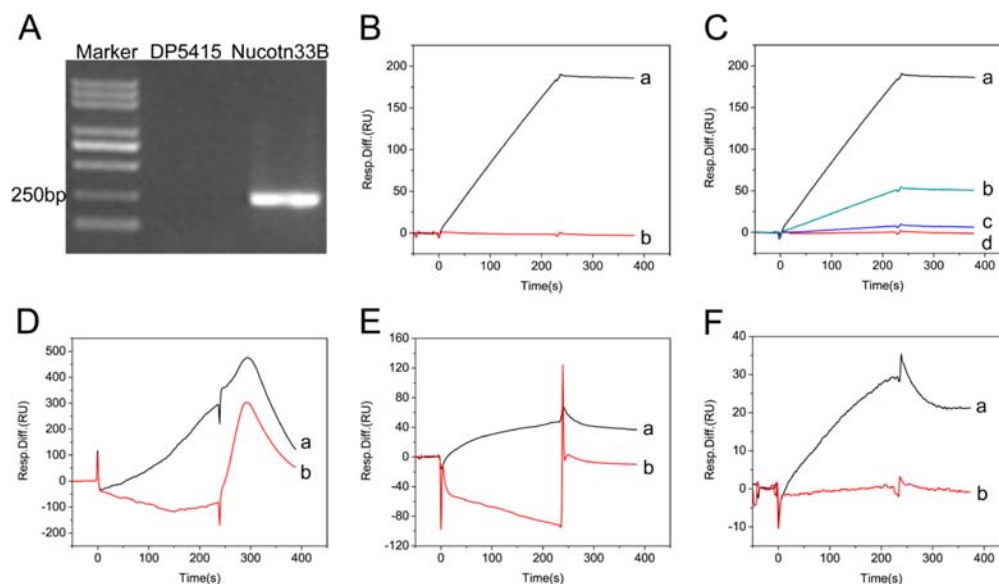 A
Marker DP5415 Nucotn33B
250bp
B
Resp.Diff.(RU)
200
150
100
50
0
0 100 200 300 400
Time(s)
a
b
C
Resp.Diff.(RU)
200
150
100
50
0
0 100 200 300 400
Time(s)
a
b
c
d
D
Resp.Diff.(RU)
500
400
300
200
100
0
-100
-200
0 100 200 300 400
Time(s)
a
b
E
Resp.Diff.(RU)
160
120
80
40
0
-40
-80
-120
0 100 200 300 400
Time(s)
a
b
F
Resp.Diff.(RU)
40
30
20
10
0
-10
0 100 200 300 400
Time(s)
a
b